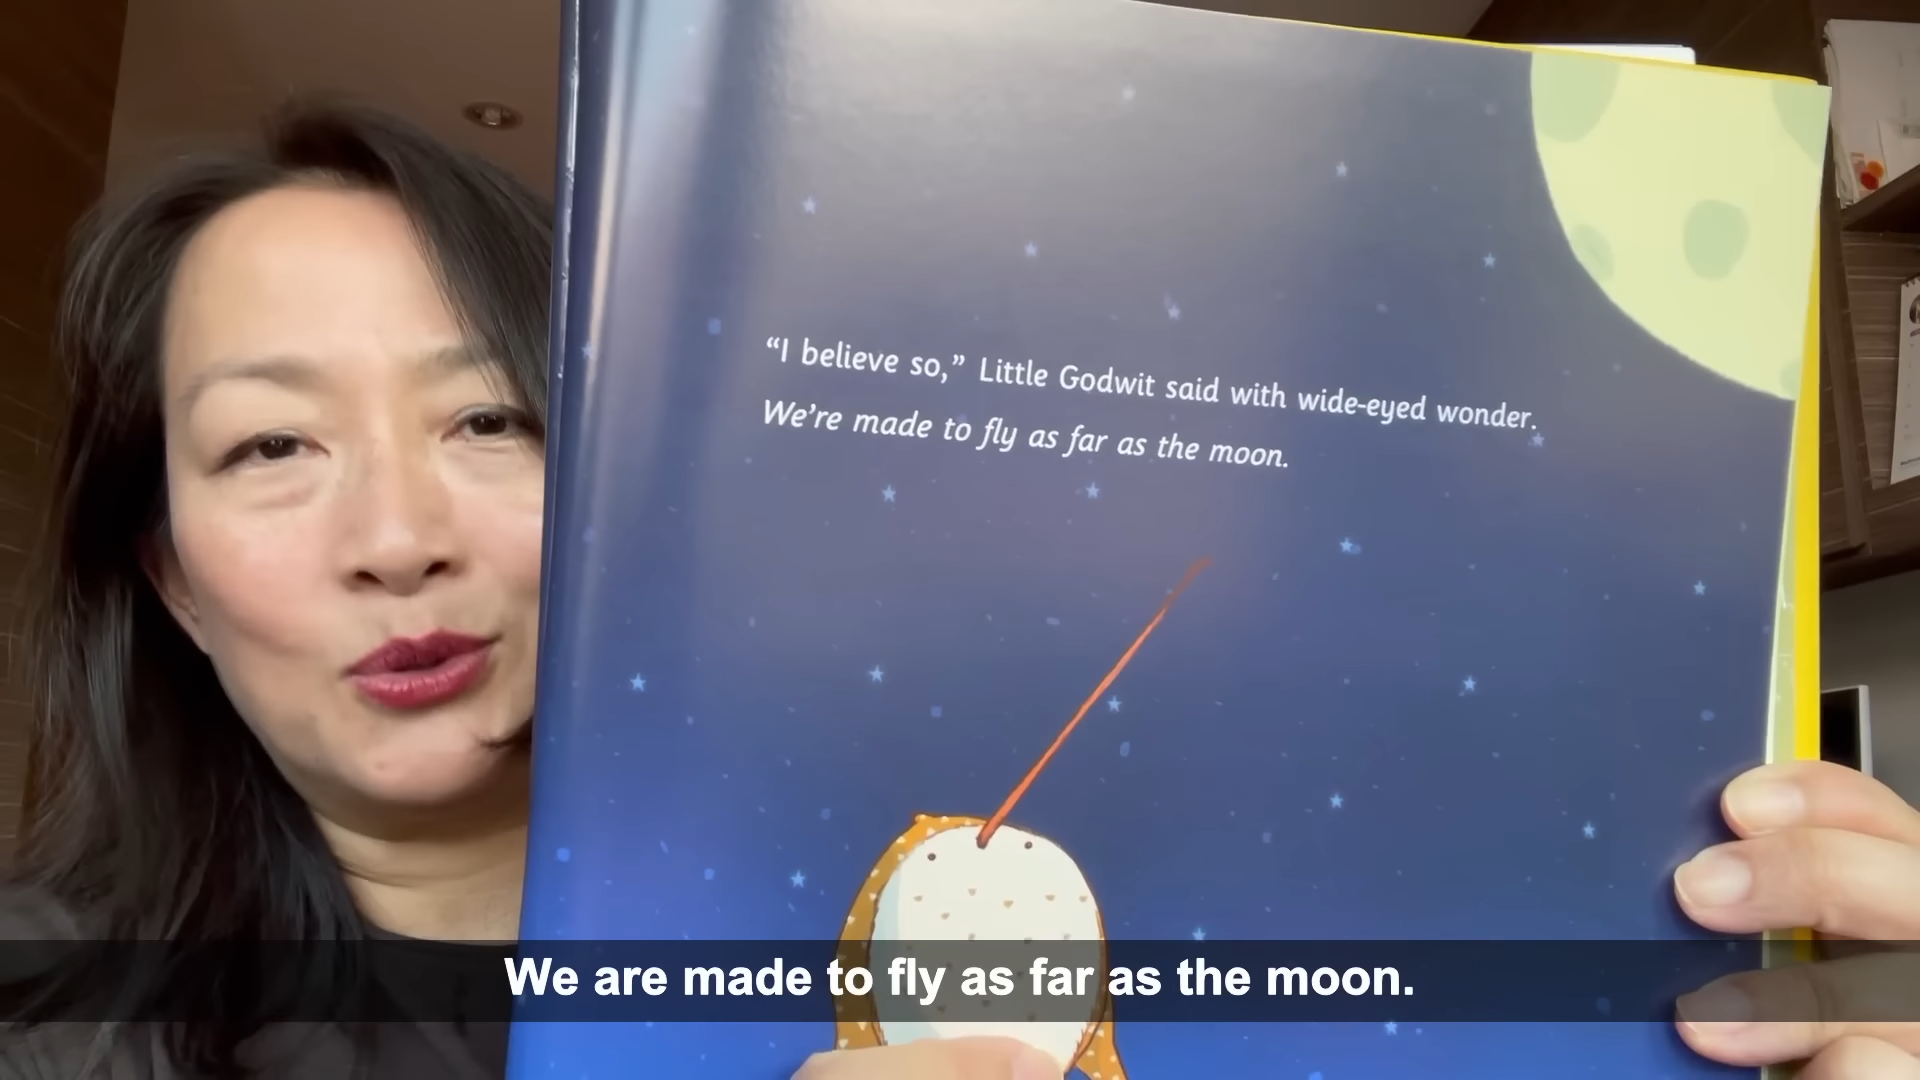 “I believe so,” Little Godwit said with wide-eyed wonder.
We’re made to fly as far as the moon.
We are made to fly as far as the moon.